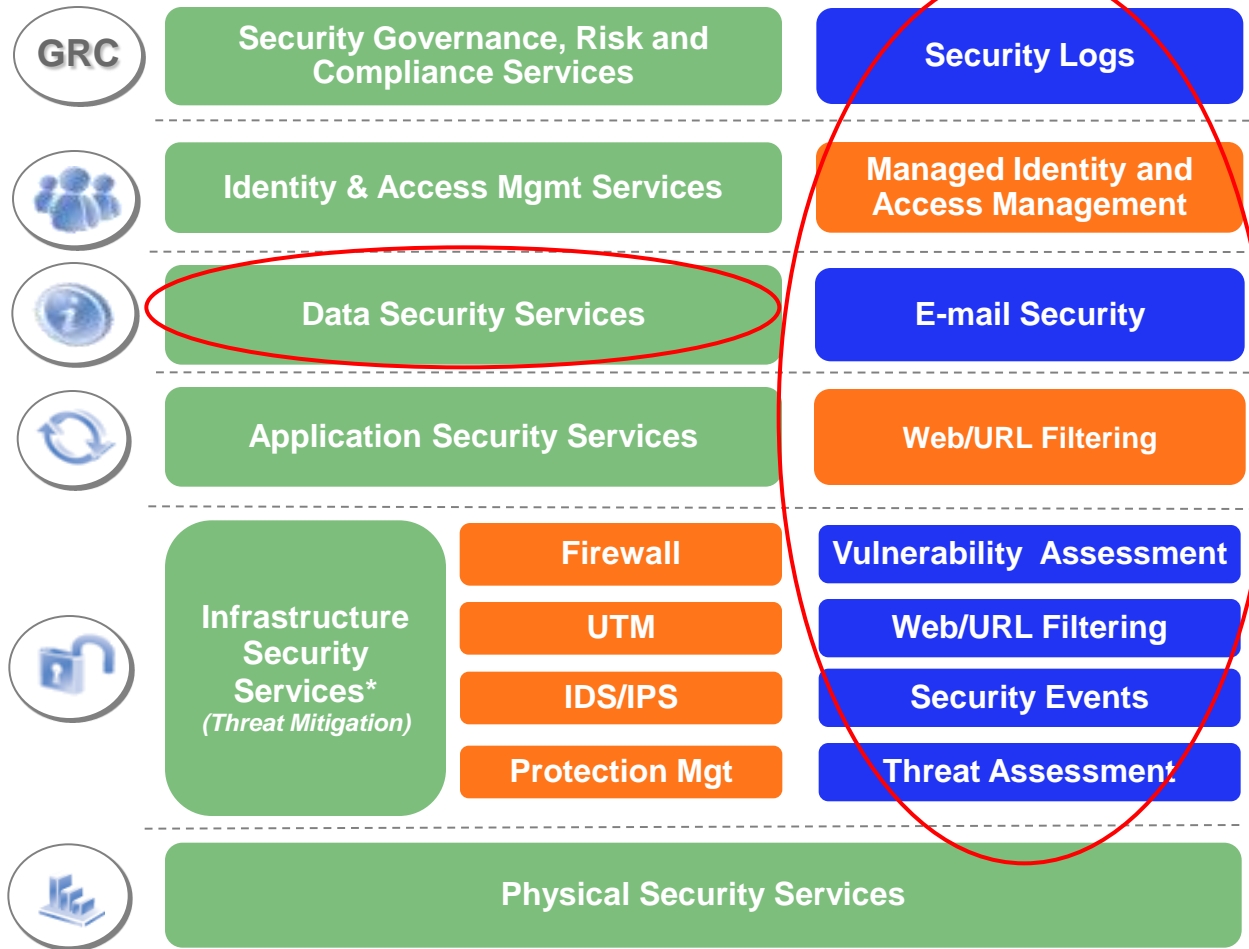 GRC
Security Governance, Risk and
Compliance Services
Security Logs
Identity & Access Mgmt Services
Managed Identity and
Access Management
Data Security Services
E-mail Security
Application Security Services
Web/URL Filtering
Infrastructure
Security
Services*
(Threat Mitigation)
Firewall
Vulnerability Assessment
UTM
Web/URL Filtering
IDS/IPS
Security Events
Protection Mgt
Threat Assessment
Physical Security Services